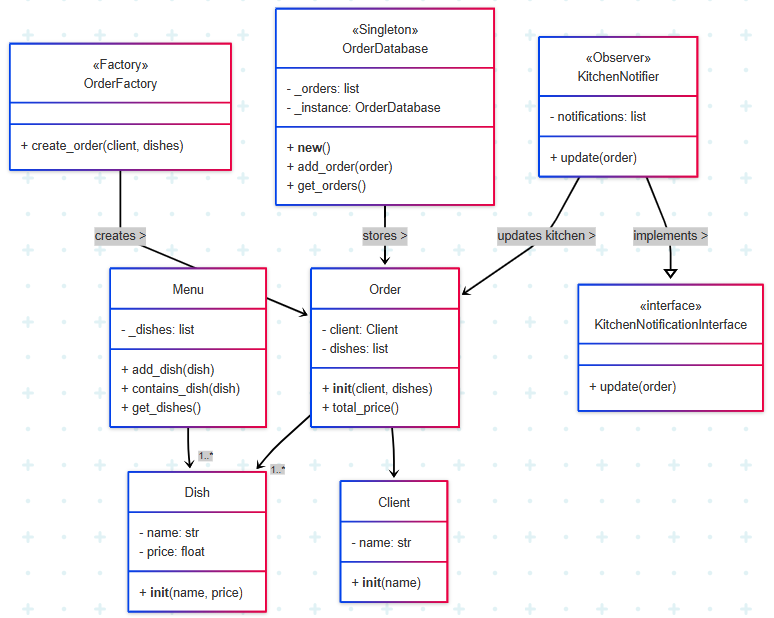 «Factory»
OrderFactory
+ create_order(client, dishes)
«Singleton»
OrderDatabase
- _orders: list
- _instance: OrderDatabase
+ new()
+ add_order(order)
+ get_orders()
«Observer»
KitchenNotifier
- notifications: list
+ update(order)
creates >
stores >
updates kitchen >
implements >
Menu
- _dishes: list
+ add_dish(dish)
+ contains_dish(dish)
+ get_dishes()
Order
- client: Client
- dishes: list
+ init(client, dishes)
+ total_price()
«interface»
KitchenNotificationInterface
+ update(order)
1..*
1..*
Dish
- name: str
- price: float
+ init(name, price)
Client
- name: str
+ init(name)